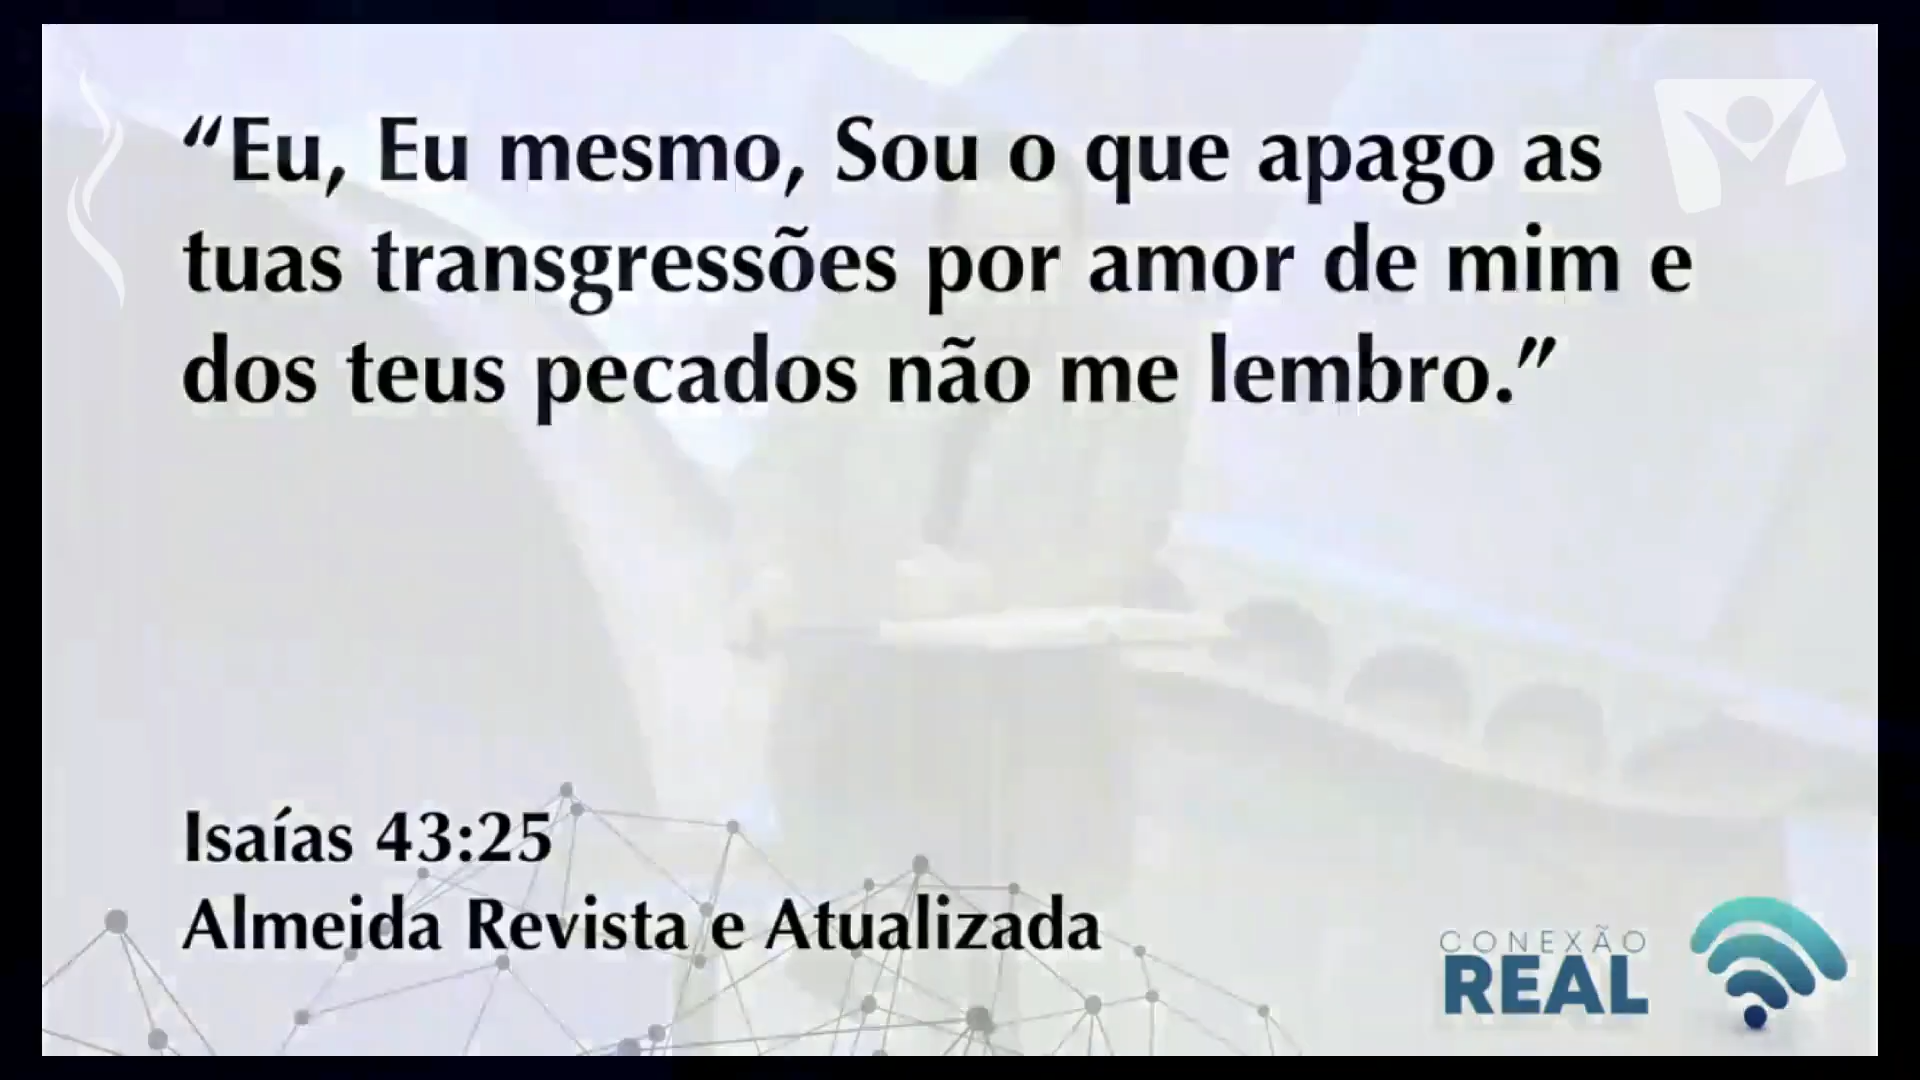 “Eu, Eu mesmo, Sou o que apago as
tuas transgressões por amor de mim e
dos teus pecados não me lembro.”
Isaías 43:25
Almeida Revista e Atualizada
CONEXÃO
REAL